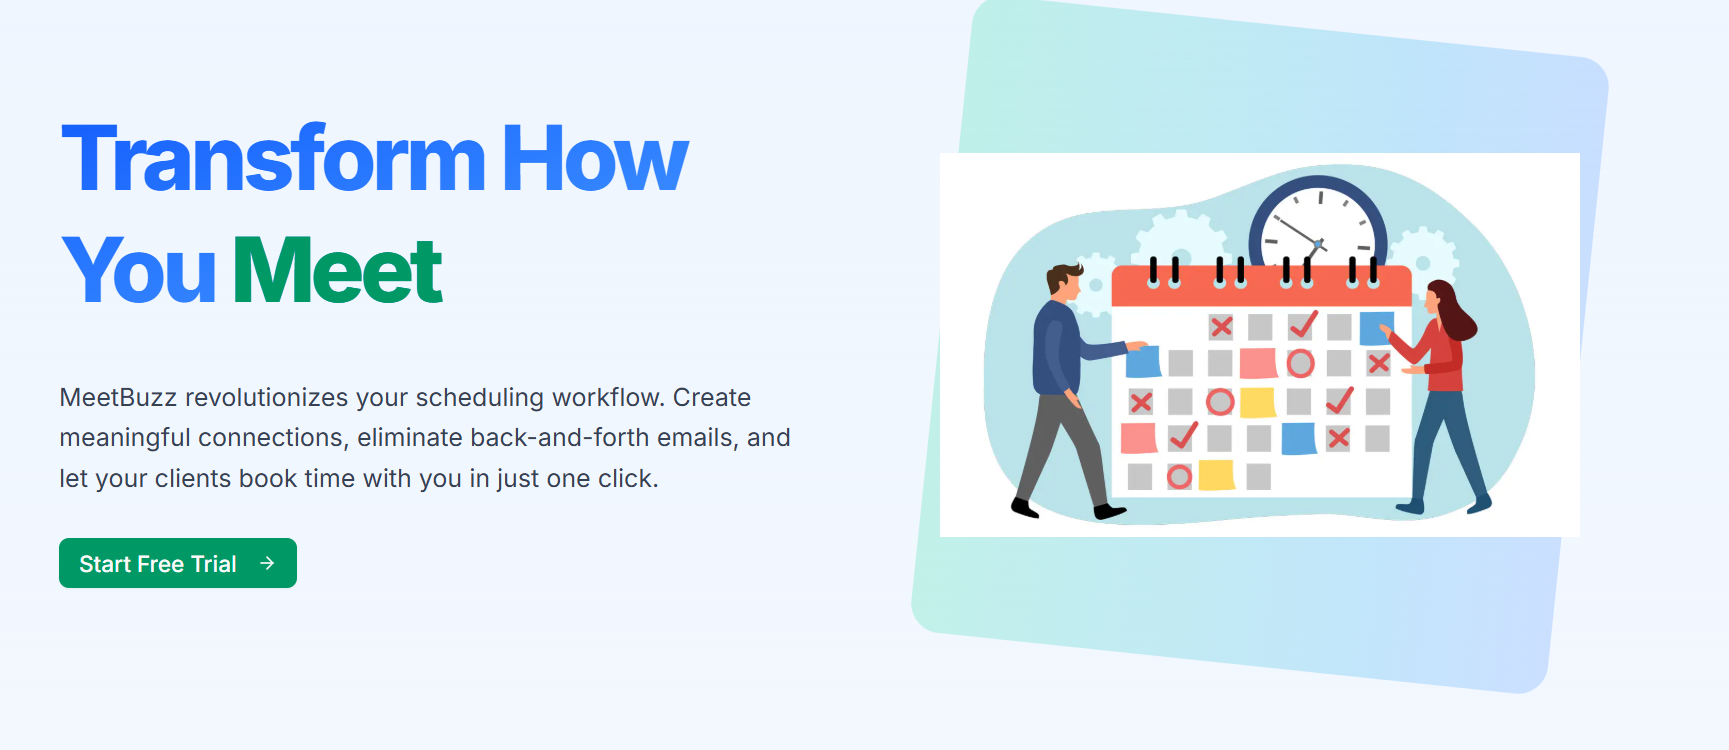 Transform How
You Meet
MeetBuzz revolutionizes your scheduling workflow. Create
meaningful connections, eliminate back-and-forth emails, and
let your clients book time with you in just one click.
Start Free Trial →